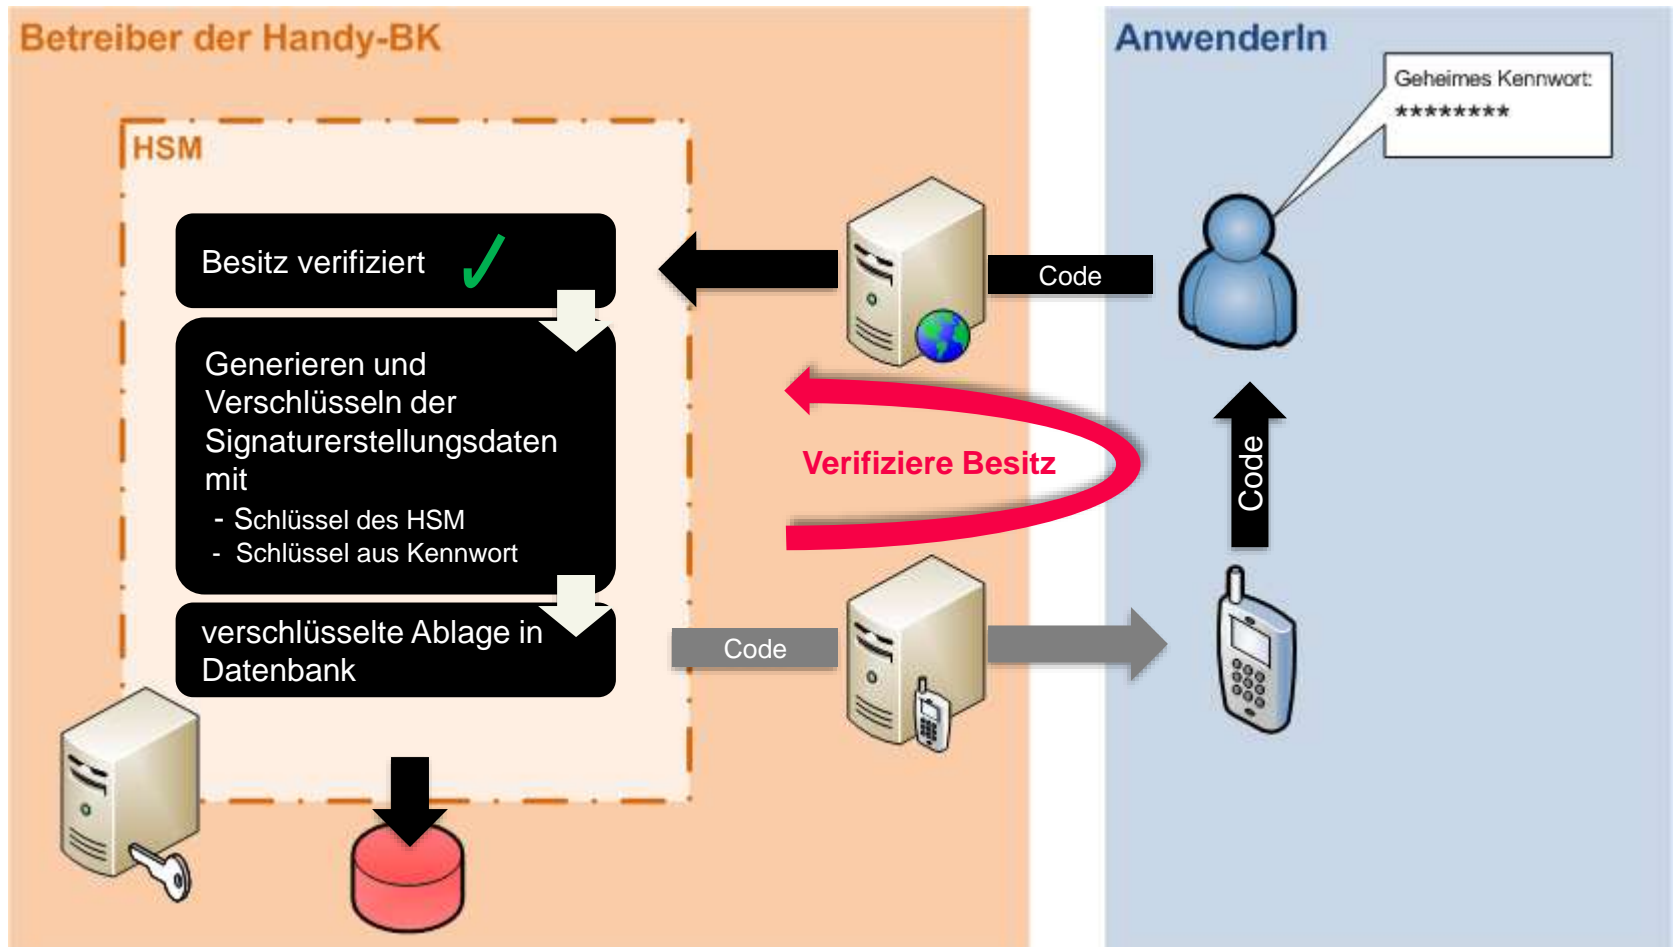 Betreiber der Handy-BK
AnwenderIn
Geheimes Kennwort:
********
HSM
Besitz verifiziert
Code
Generieren und
Verschlüsseln der
Signaturerstellungsdaten
mit
- Schlüssel des HSM
- Schlüssel aus Kennwort
Verifiziere Besitz
Code
verschlüsselte Ablage in
Datenbank
Code